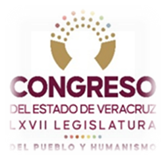 CONGRESO
DEL ESTADO DE VERACRUZ
LXVII LEGISLATURA
DEL PUEBLO Y HUMANISMO